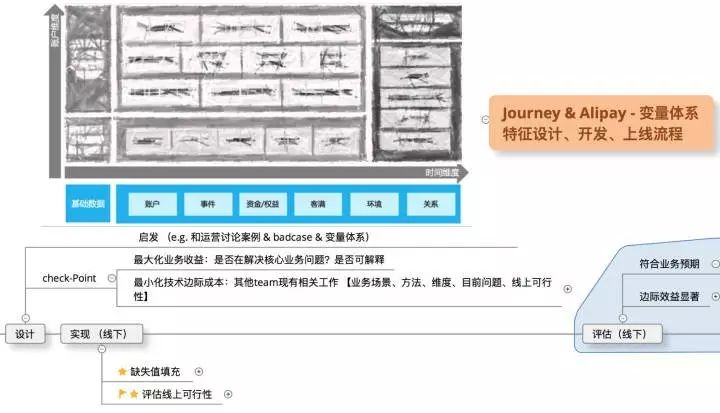 账户维度
时间维度
基础数据
账户
事件
资金/权益
客满
环境
关系
Journey & Alipay - 变量体系
特征设计、开发、上线流程
启发 （e.g. 和运营讨论案例 & badcase & 变量体系）
check-Point
最大化业务收益：是否在解决核心业务问题？是否可解释
最小化技术边际成本：其他team现有相关工作 【业务场景、方法、维度、目前问题、线上可行
性】
符合业务预期
边际效益显著
设计
实现 （线下）
评估（线下）
缺失值填充
评估线上可行性